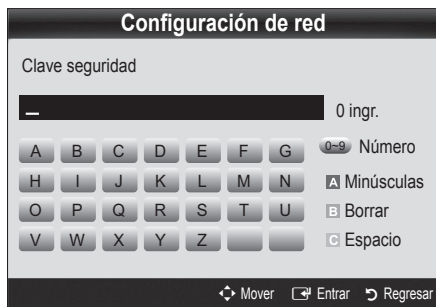 Configuración de red
Clave seguridad
_ 0 ingr.
A B C D E F G 0~9 Número
H I J K L M N A Minúsculas
O P Q R S T U B Borrar
V W X Y Z C Espacio
Mover Entrar Regresar